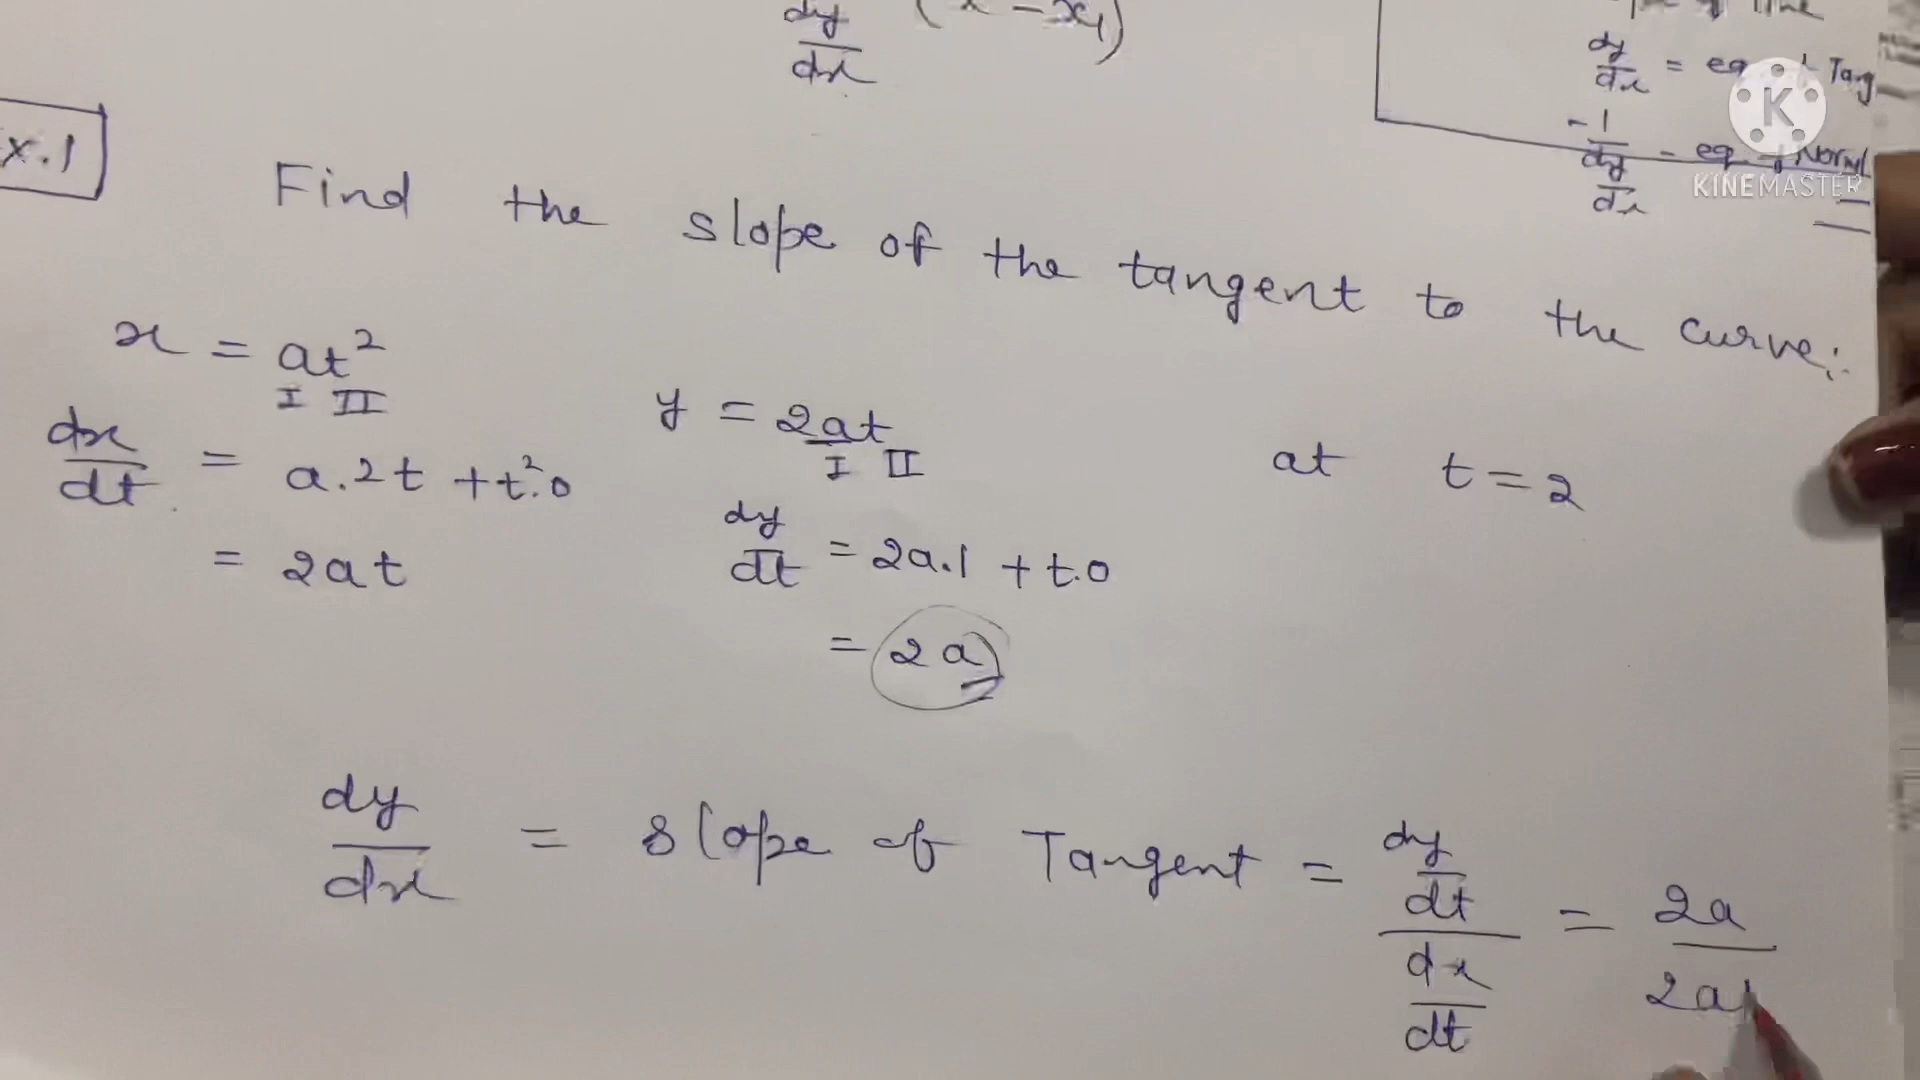 dy/dx (x - x₁)
dy/dx = eq Tang
-1/(dy/dx) - eq. of Normal
KINEMASTER
x.1
Find the slope of the tangent to the curve:
x = at² y = 2at at t = 2
I II I II
dx/dt = a.2t + t².0
dy/dt = 2a.1 + t.0
= 2at
= 2a
dy/dx = slope of Tangent = (dy/dt)/(dx/dt) = 2a/2at